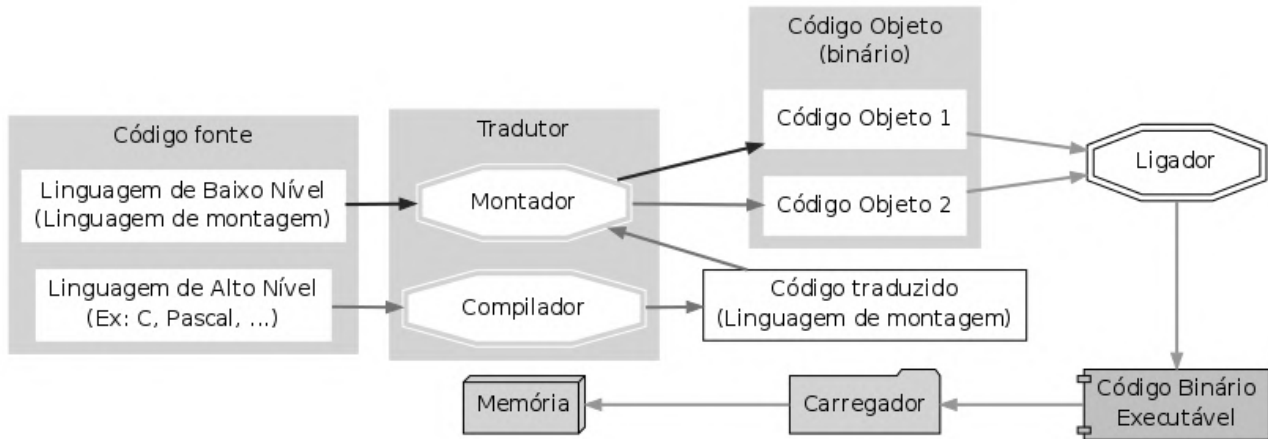 Código fonte
Linguagem de Baixo Nível
(Linguagem de montagem)
Linguagem de Alto Nível
(Ex: C, Pascal, ...)
Tradutor
Montador
Compilador
Código Objeto
(binário)
Código Objeto 1
Código Objeto 2
Código traduzido
(Linguagem de montagem)
Ligador
Código Binário
Executável
Carregador
Memória